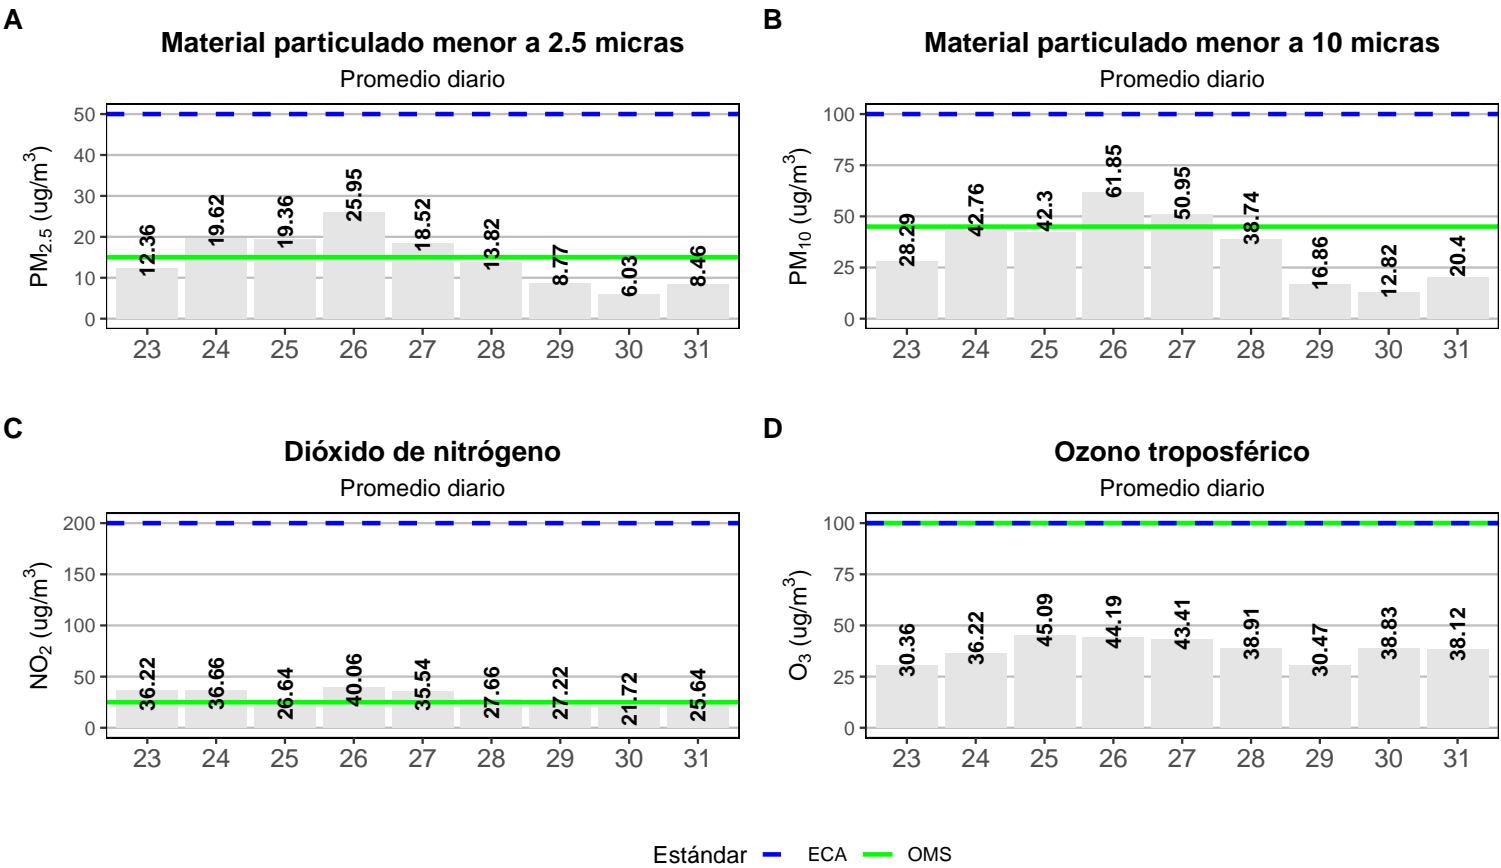 A
Material particulado menor a 2.5 micras
Promedio diario
PM2.5 (ug/m3)
50
40
30
20
10
0
12.36
19.62
19.36
25.95
18.52
13.82
8.77
6.03
8.46
23 24 25 26 27 28 29 30 31
B
Material particulado menor a 10 micras
Promedio diario
PM10 (ug/m3)
100
75
50
25
0
28.29
42.76
42.3
61.85
50.95
38.74
16.86
12.82
20.4
23 24 25 26 27 28 29 30 31
C
Dióxido de nitrógeno
Promedio diario
NO2 (ug/m3)
200
150
100
50
0
36.22
36.66
26.64
40.06
35.54
27.66
27.22
21.72
25.64
23 24 25 26 27 28 29 30 31
D
Ozono troposférico
Promedio diario
O3 (ug/m3)
100
75
50
25
0
30.36
36.22
45.09
44.19
43.41
38.91
30.47
38.83
38.12
23 24 25 26 27 28 29 30 31
Estándar ECA OMS